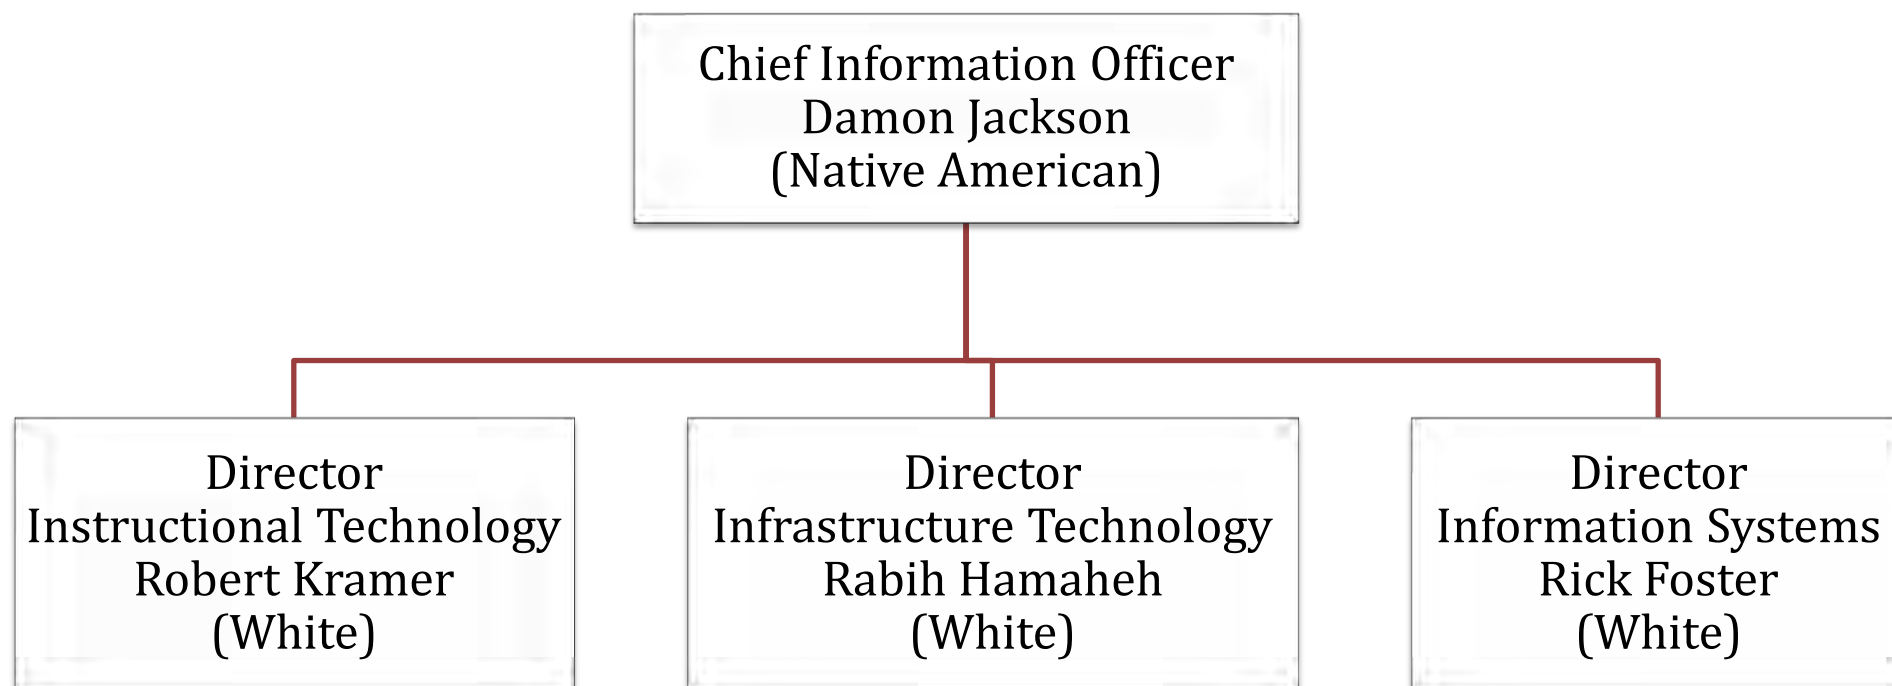 Chief Information Officer
Damon Jackson
(Native American)
Director
Instructional Technology
Robert Kramer
(White)
Director
Infrastructure Technology
Rabih Hamaheh
(White)
Director
Information Systems
Rick Foster
(White)